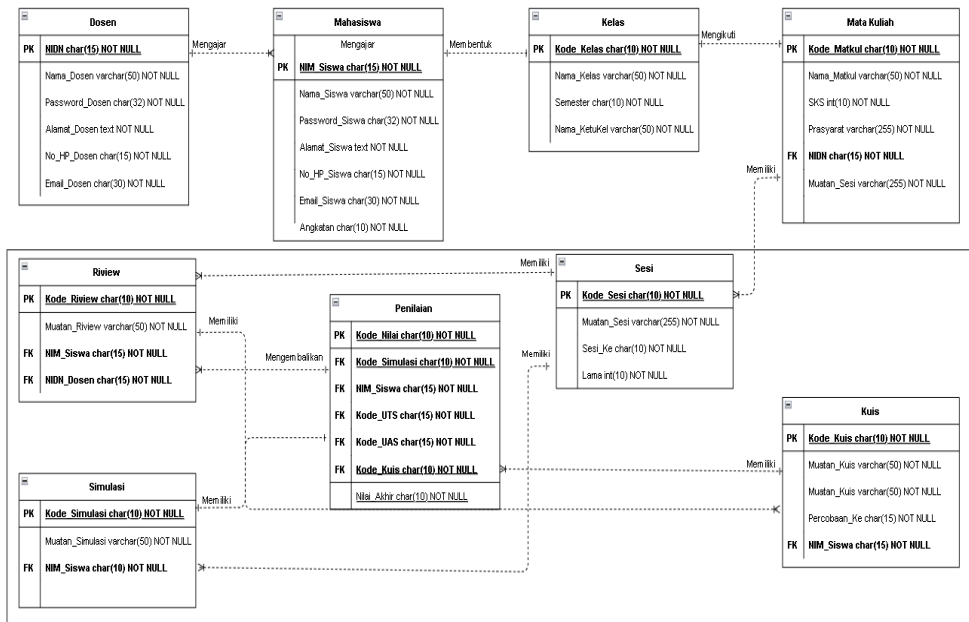 Dosen
PK NIDN char(15) NOT NULL
Nama_Dosen varchar(50) NOT NULL
Password_Dosen char(32) NOT NULL
Alamat_Dosen text NOT NULL
No_HP_Dosen char(15) NOT NULL
Email_Dosen char(30) NOT NULL
Mengajar
Mahasiswa
Mengajar
PK NIM_Siswa char(15) NOT NULL
Nama_Siswa varchar(50) NOT NULL
Password_Siswa char(32) NOT NULL
Alamat_Siswa text NOT NULL
No_HP_Siswa char(15) NOT NULL
Email_Siswa char(30) NOT NULL
Angkatan char(10) NOT NULL
Membentuk
Kelas
PK Kode_Kelas char(10) NOT NULL
Nama_Kelas varchar(50) NOT NULL
Semester char(10) NOT NULL
Nama_KetuKel varchar(50) NOT NULL
Mengikuti
Mata Kuliah
PK Kode_Matkul char(10) NOT NULL
Nama_Matkul varchar(50) NOT NULL
SKS int(10) NOT NULL
Prasyarat varchar(255) NOT NULL
FK NIDN char(15) NOT NULL
Muatan_Sesi varchar(255) NOT NULL
Memiliki
Riview
PK Kode_Riview char(10) NOT NULL
Muatan_Riview varchar(50) NOT NULL
FK NIM_Siswa char(15) NOT NULL
FK NIDN_Dosen char(15) NOT NULL
Memiliki
Memiliki
Mengembalikan
Penilaian
PK Kode_Nilai char(10) NOT NULL
FK Kode_Simulasi char(10) NOT NULL
FK NIM_Siswa char(15) NOT NULL
FK Kode_UTS char(15) NOT NULL
FK Kode_UAS char(15) NOT NULL
FK Kode_Kuis char(10) NOT NULL
Nilai_Akhir char(10) NOT NULL
Sesi
PK Kode_Sesi char(10) NOT NULL
Muatan_Sesi varchar(255) NOT NULL
Sesi_Ke char(10) NOT NULL
Lama int(10) NOT NULL
Memiliki
Kuis
PK Kode_Kuis char(10) NOT NULL
Muatan_Kuis varchar(50) NOT NULL
Muatan_Kuis varchar(50) NOT NULL
Percobaan_Ke char(15) NOT NULL
FK NIM_Siswa char(15) NOT NULL
Memiliki
Simulasi
PK Kode_Simulasi char(10) NOT NULL
Muatan_Simulasi varchar(50) NOT NULL
FK NIM_Siswa char(10) NOT NULL
Memiliki